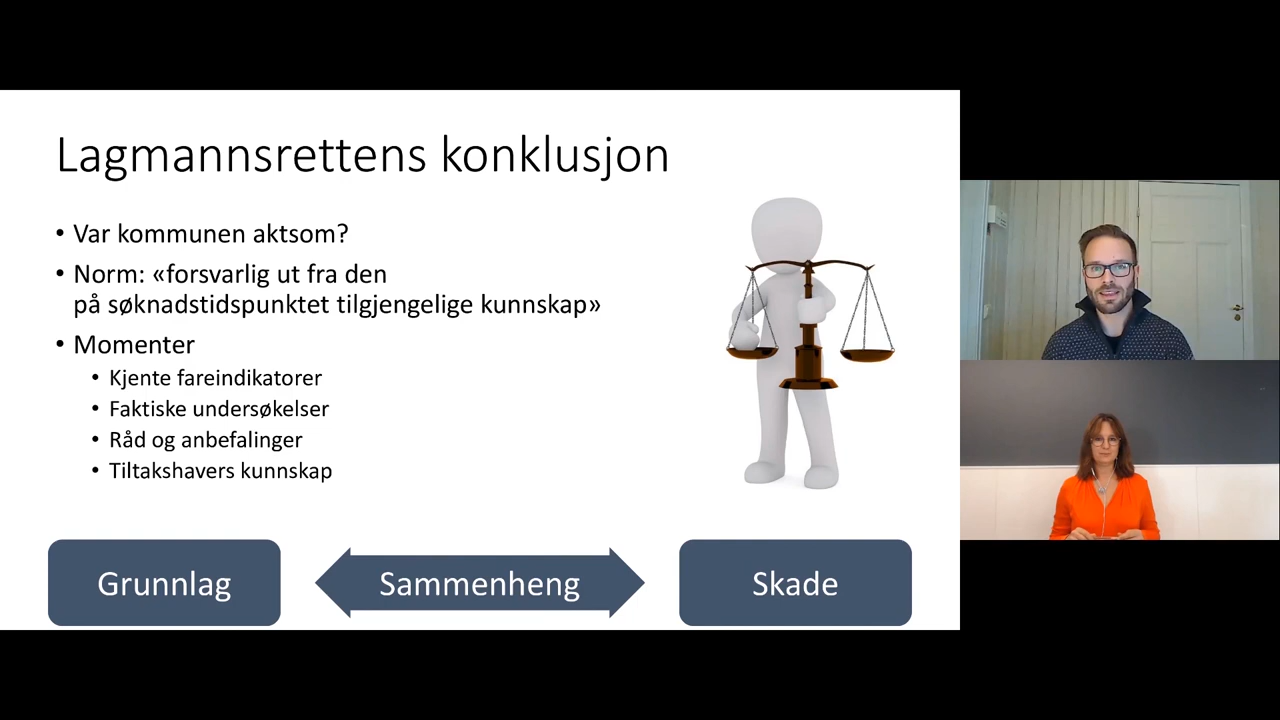 Lagmannsrettens konklusjon
• Var kommunen aktsom?
• Norm: «forsvarlig ut fra den
på søknadstidspunktet tilgjengelige kunnskap»
• Momenter
• Kjente fareindikatorer
• Faktiske undersøkelser
• Råd og anbefalinger
• Tiltakshavers kunnskap
Grunnlag
Sammenheng
Skade